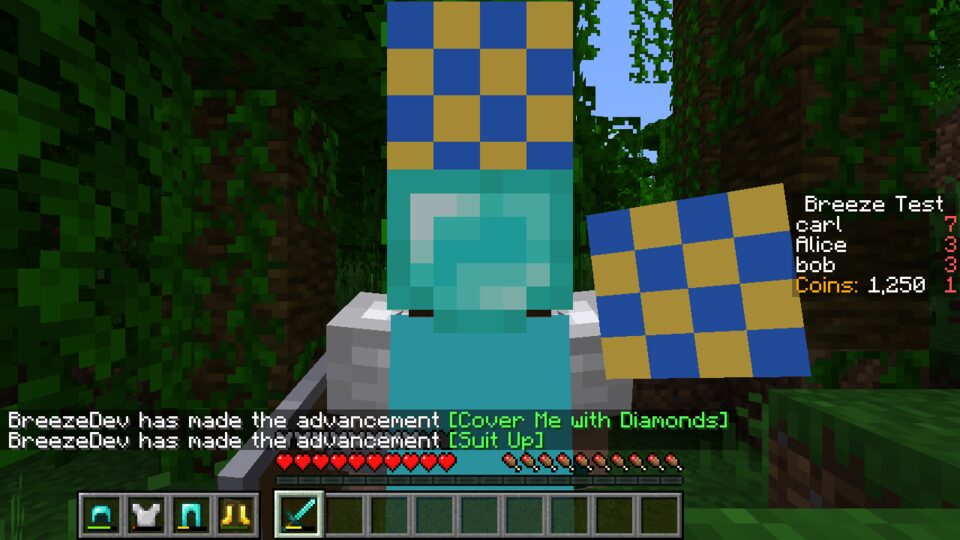 Breeze Test
carl 7
Alice 3
bob 3
Coins: 1,250 1
BreezeDev has made the advancement [Cover Me with Diamonds]
BreezeDev has made the advancement [Suit Up]